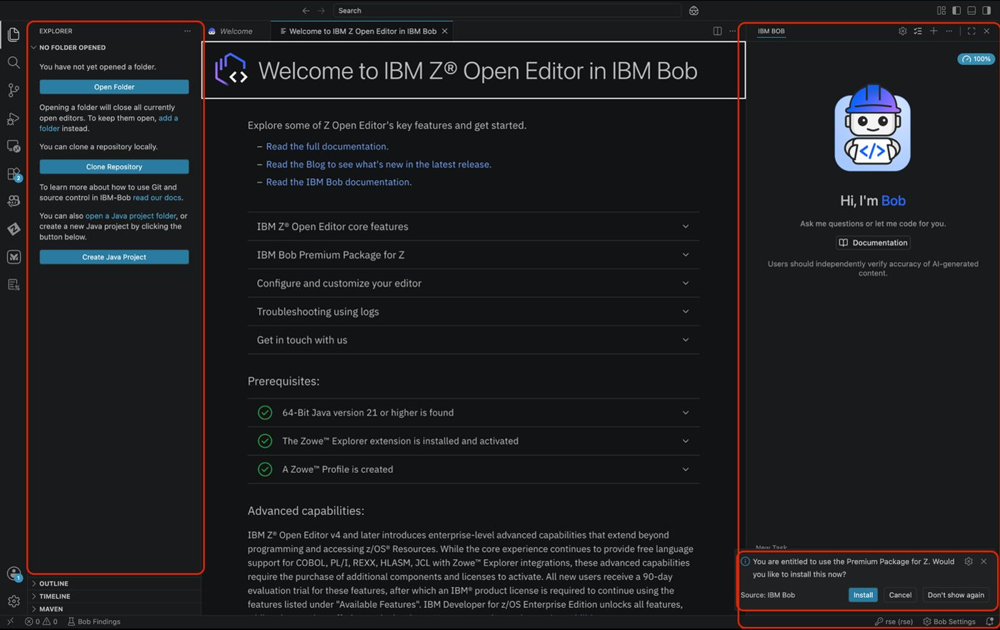 Search
EXPLORER
NO FOLDER OPENED
You have not yet opened a folder.
Open Folder
Opening a folder will close all currently
open editors. To keep them open, add a
folder instead.
You can clone a repository locally.
Clone Repository
To learn more about how to use Git and
source control in IBM-Bob read our docs.
You can also open a Java project folder, or
create a new Java project by clicking the
button below.
Create Java Project
OUTLINE
TIMELINE
MAVEN
2
1
Welcome
Welcome to IBM Z Open Editor in IBM Bob
Welcome to IBM Z® Open Editor in IBM Bob
Explore some of Z Open Editor's key features and get started.
– Read the full documentation.
– Read the Blog to see what's new in the latest release.
– Read the IBM Bob documentation.
IBM Z® Open Editor core features
IBM Bob Premium Package for Z
Configure and customize your editor
Troubleshooting using logs
Get in touch with us
Prerequisites:
64-Bit Java version 21 or higher is found
The Zowe™ Explorer extension is installed and activated
A Zowe™ Profile is created
Advanced capabilities:
IBM Z® Open Editor v4 and later introduces enterprise-level advanced capabilities that extend beyond
programming and accessing z/OS® Resources. While the core experience continues to provide free language
support for COBOL, PL/I, REXX, HLASM, JCL with Zowe™ Explorer integrations, these advanced capabilities
require the purchase of additional components and licenses to activate. All new users receive a 90-day
evaluation trial for these features, after which an IBM® product license is required to continue using the
features listed under "Available Features". IBM Developer for z/OS Enterprise Edition unlocks all features,
IBM BOB
100%
Hi, I'm Bob
Ask me questions or let me code for you.
Documentation
Users should independently verify accuracy of AI-generated
content.
New Task
You are entitled to use the Premium Package for Z. Would
you like to install this now?
Source: IBM Bob
Install
Cancel
Don't show again
0 0
Bob Findings
rse (rse)
Bob Settings